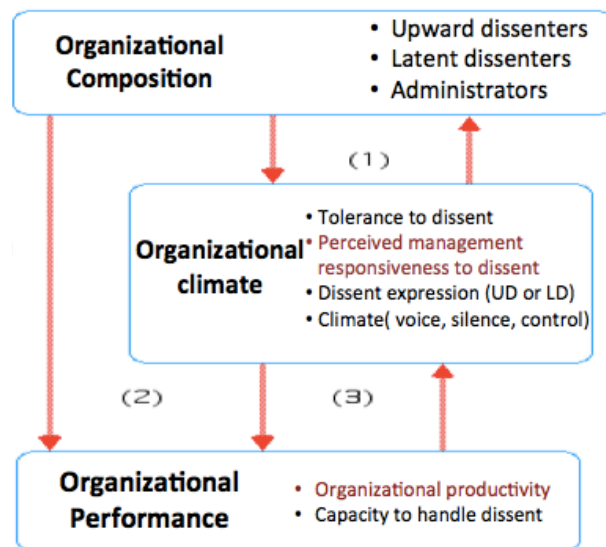 Organizational
Composition
• Upward dissenters
• Latent dissenters
• Administrators
(1)
Organizational
climate
• Tolerance to dissent
• Perceived management
responsiveness to dissent
• Dissent expression (UD or LD)
• Climate( voice, silence, control)
(2)
(3)
Organizational
Performance
• Organizational productivity
• Capacity to handle dissent